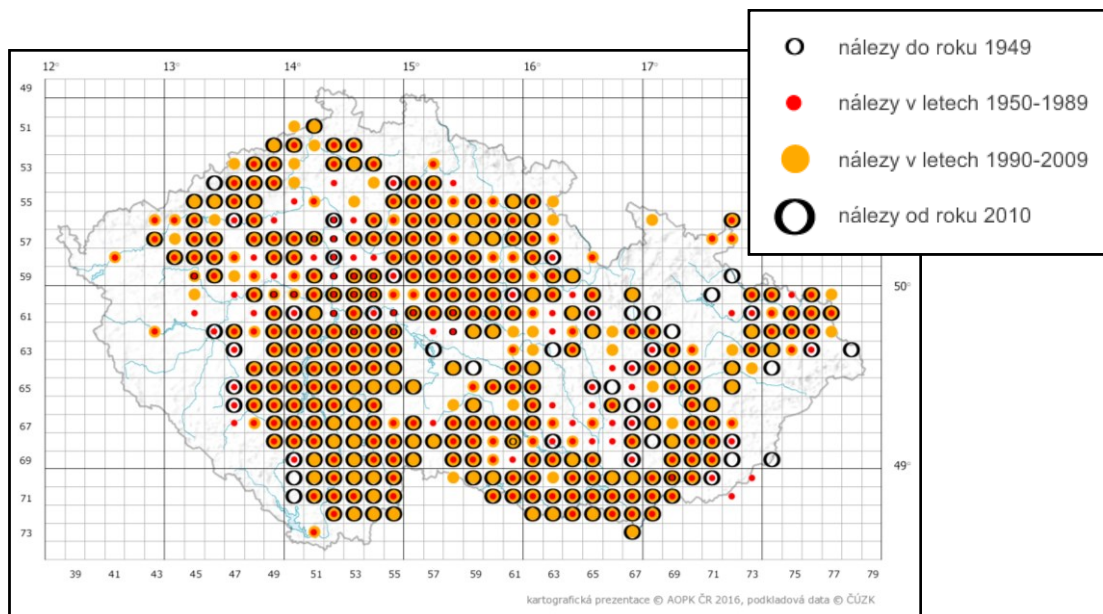 nálezy do roku 1949
nálezy v letech 1950-1989
nálezy v letech 1990-2009
nálezy od roku 2010
12° 13° 14° 15° 16° 17°
49
51
53
55
57
59
50°
61
63
65
67
69
49°
71
73
39 41 43 45 47 49 51 53 55 57 59 61 63 65 67 69 71 73 75 77 79
kartografická prezentace © AOPK ČR 2016, podkladová data © ČÚZK